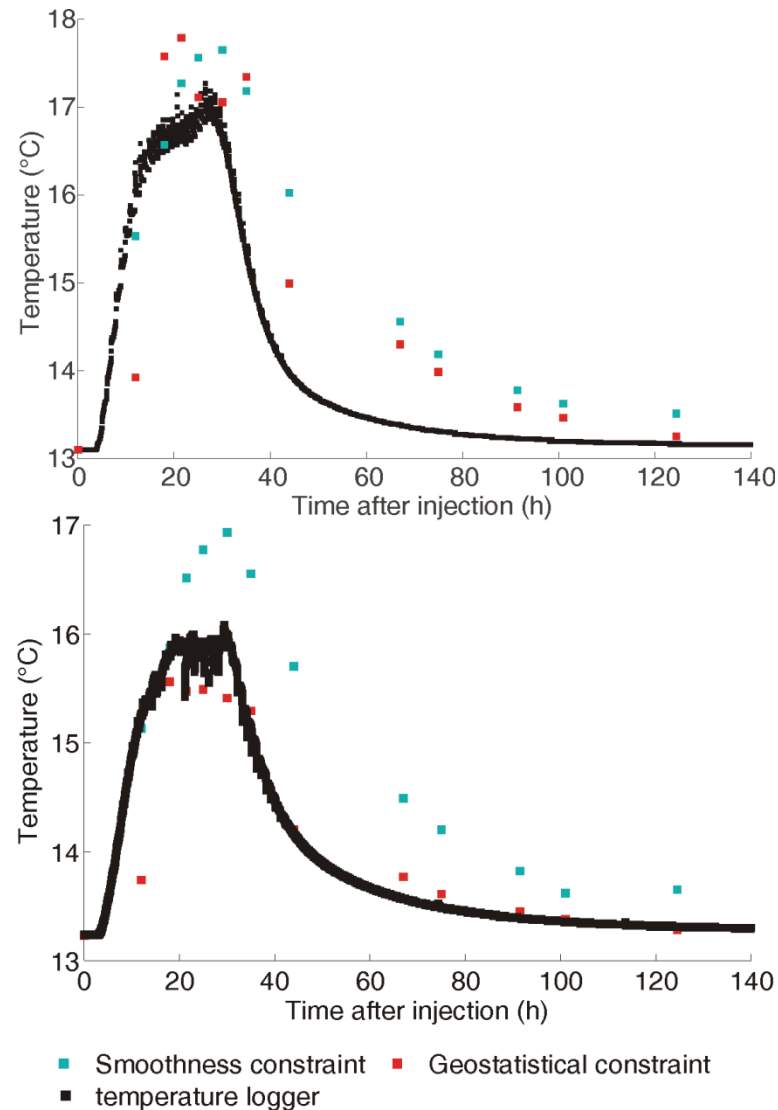 18
17
16
15
14
13
Temperature (°C)
0 20 40 60 80 100 120 140
Time after injection (h)
17
16
15
14
13
Temperature (°C)
0 20 40 60 80 100 120 140
Time after injection (h)
Smoothness constraint Geostatistical constraint
temperature logger